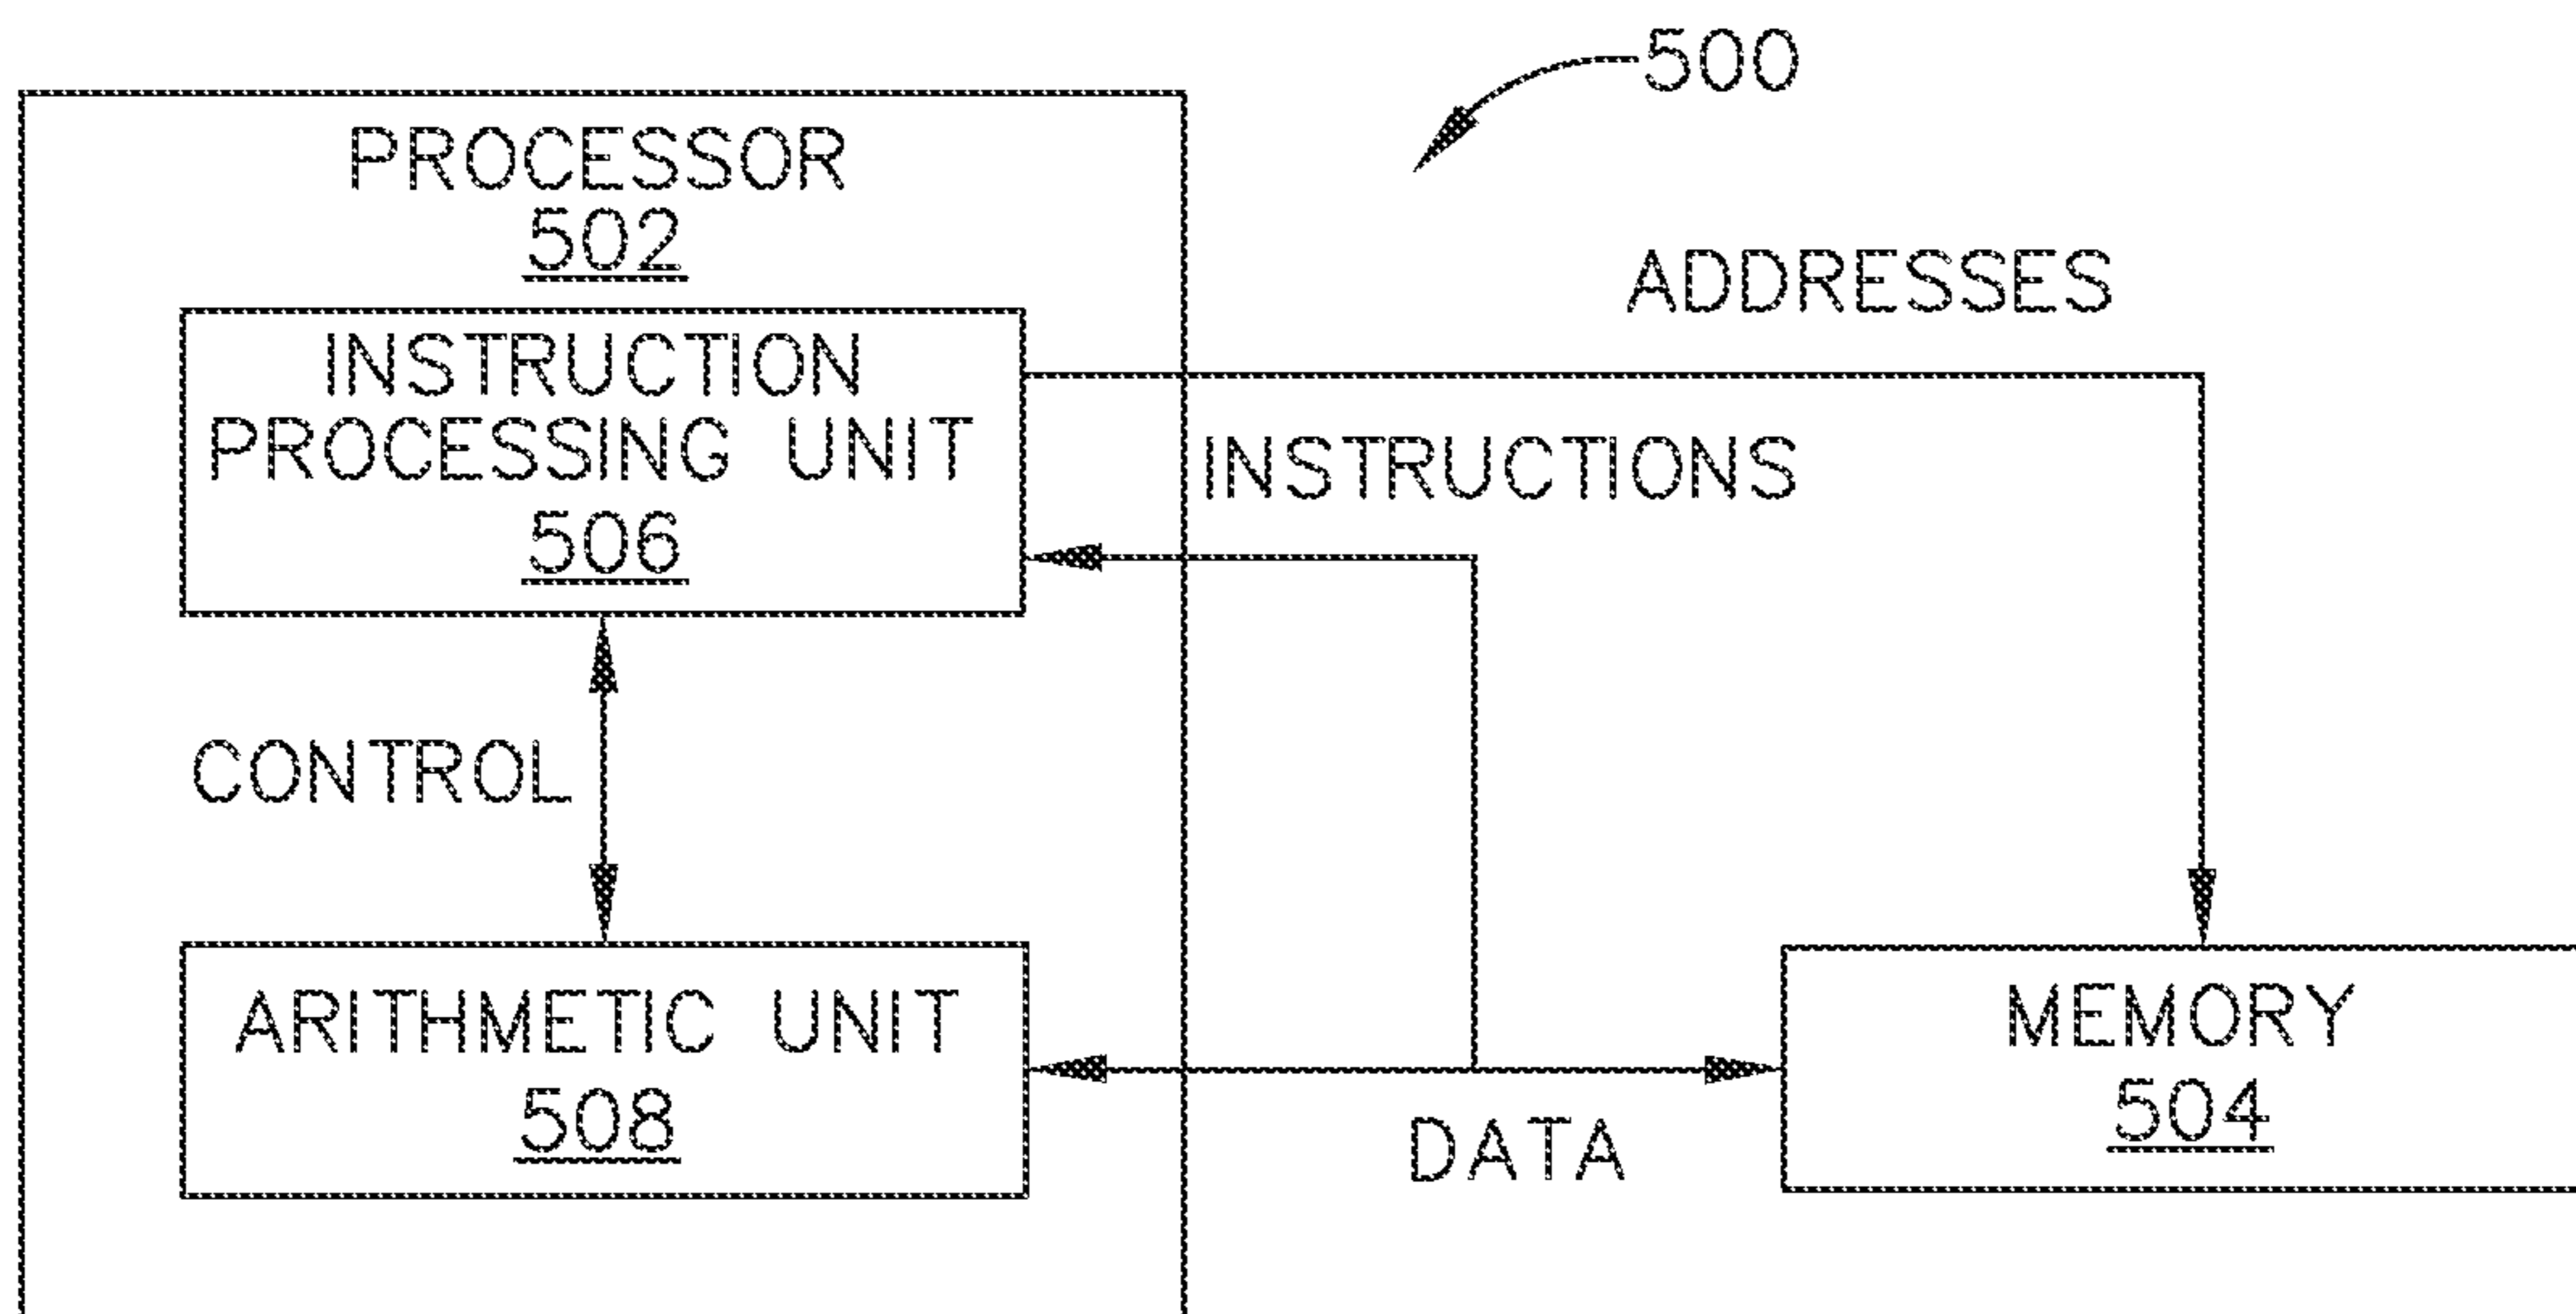 500
PROCESSOR
502
ADDRESSES
INSTRUCTION
PROCESSING UNIT
506
INSTRUCTIONS
CONTROL
ARITHMETIC UNIT
508
DATA
MEMORY
504